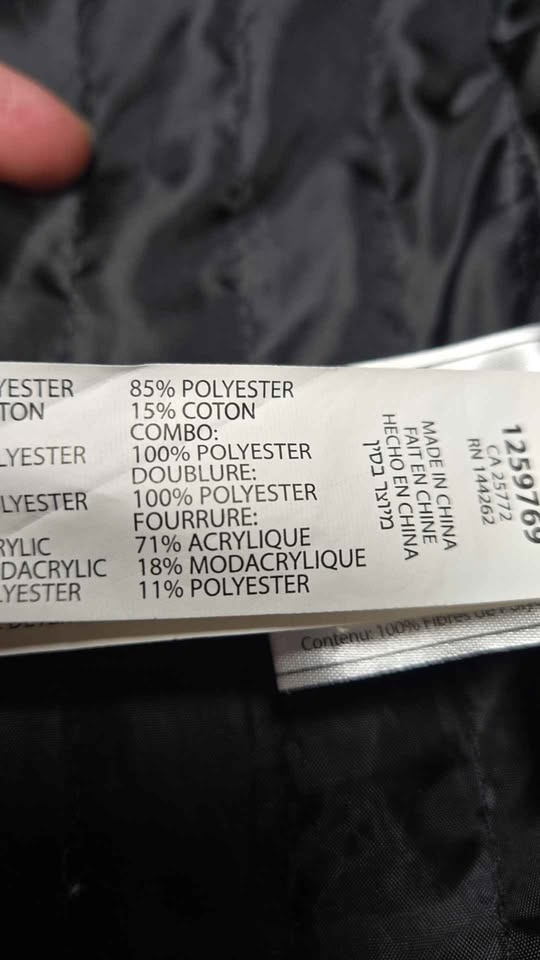 YESTER
TON
LYESTER
LYESTER
RYLIC
DACRYLIC
LYESTER
85% POLYESTER
15% COTON
COMBO:
100% POLYESTER
DOUBLURE:
100% POLYESTER
FOURRURE:
71% ACRYLIQUE
18% MODACRYLIQUE
11% POLYESTER
MADE IN CHINA
FAIT EN CHINE
HECHO EN CHINA
מיוצר בסין
1259769
CA 25772
RN 144262
Contenu: 100% Fibres de